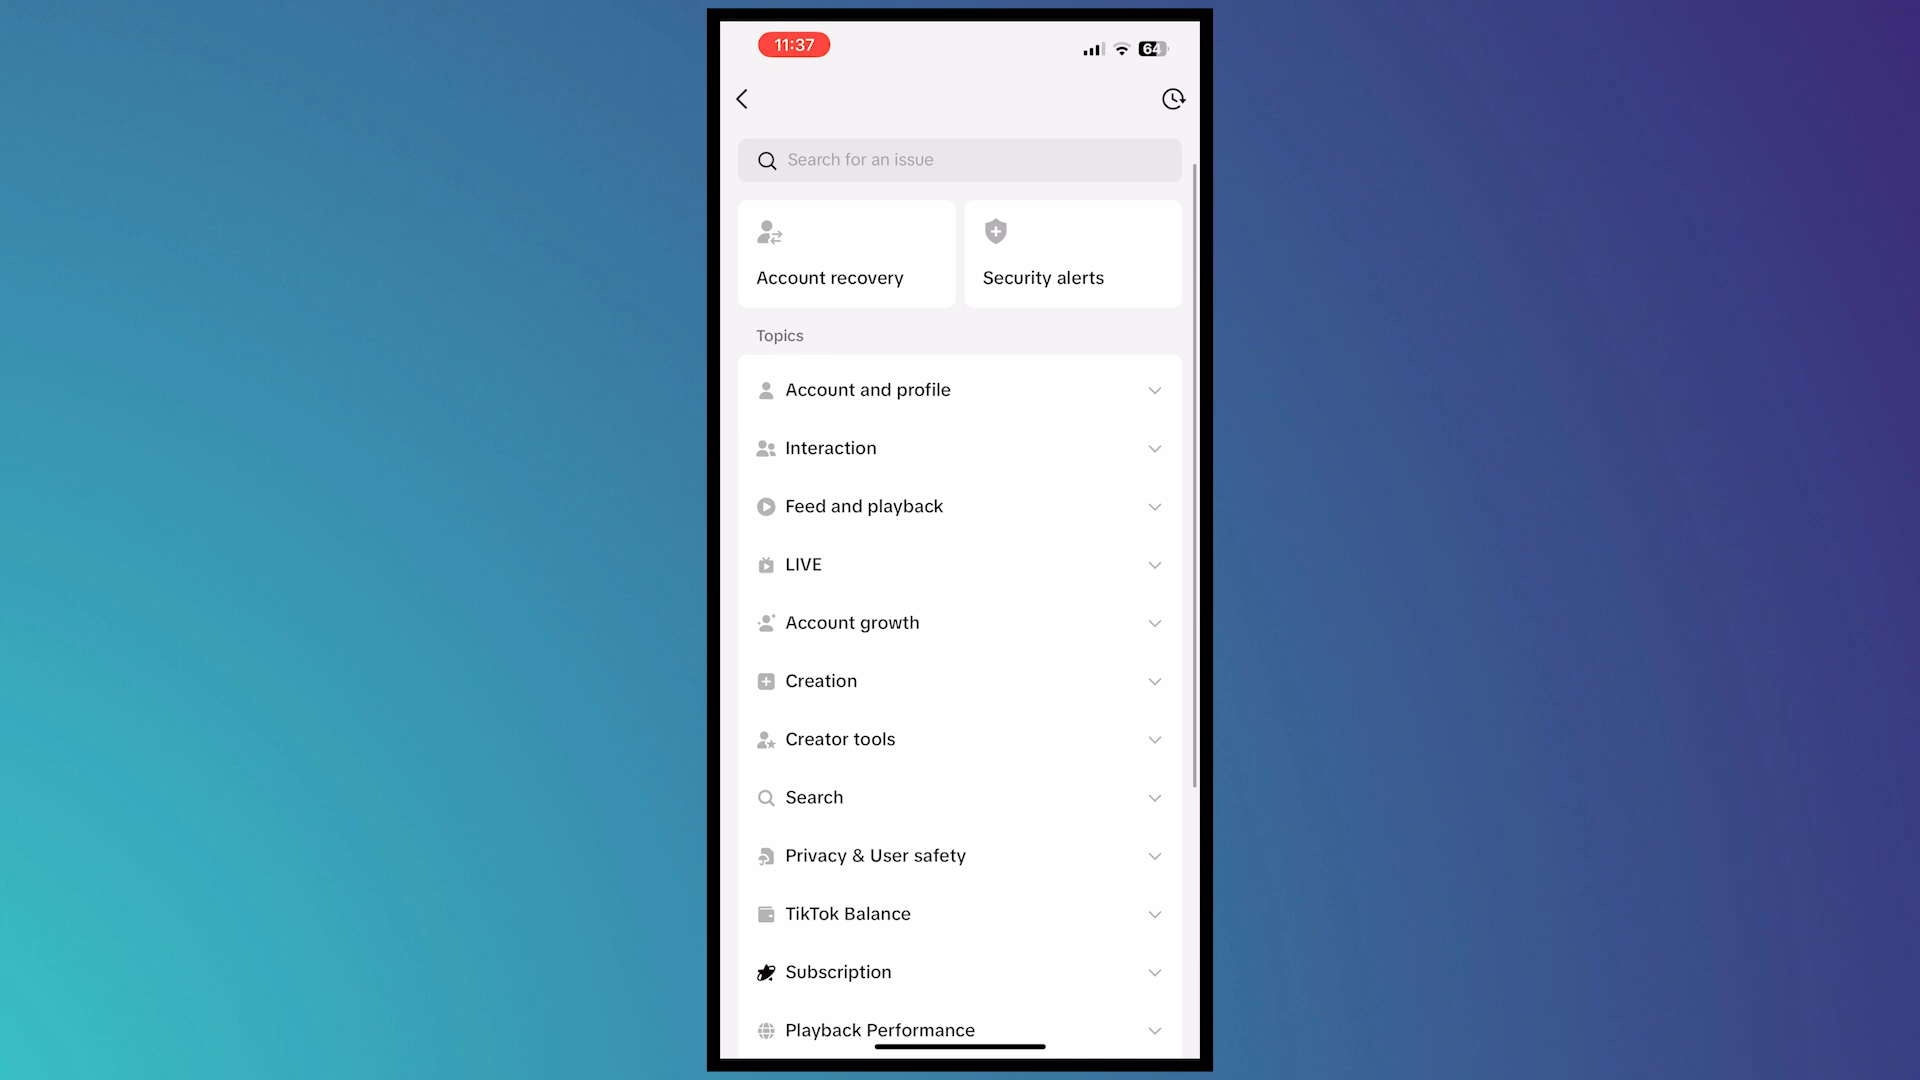 11:37
64
Search for an issue
Account recovery
Security alerts
Topics
Account and profile
Interaction
Feed and playback
LIVE
Account growth
Creation
Creator tools
Search
Privacy & User safety
TikTok Balance
Subscription
Playback Performance